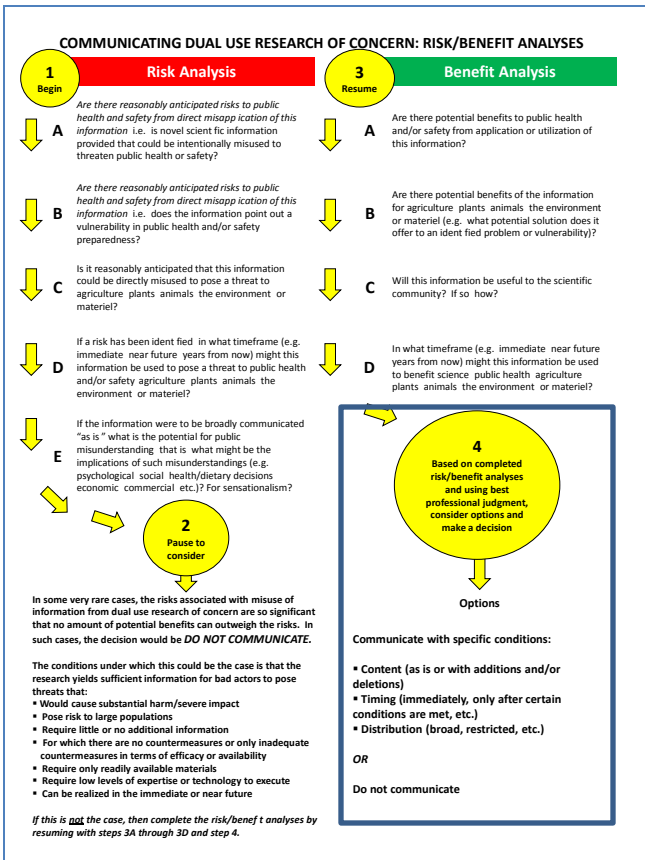 COMMUNICATING DUAL USE RESEARCH OF CONCERN: RISK/BENEFIT ANALYSES
1
Begin
Risk Analysis
A
Are there reasonably anticipated risks to public
health and safety from direct misapp ication of this
information i.e. is novel scient fic information
provided that could be intentionally misused to
threaten public health or safety?
B
Are there reasonably anticipated risks to public
health and safety from direct misapp ication of this
information i.e. does the information point out a
vulnerability in public health and/or safety
preparedness?
C
Is it reasonably anticipated that this information
could be directly misused to pose a threat to
agriculture plants animals the environment or
materiel?
D
If a risk has been ident fied in what timeframe (e.g.
immediate near future years from now) might this
information be used to pose a threat to public health
and/or safety agriculture plants animals the
environment or materiel?
E
If the information were to be broadly communicated
"as is " what is the potential for public
misunderstanding that is what might be the
implications of such misunderstandings (e.g.
psychological social health/dietary decisions
economic commercial etc.)? For sensationalism?
2
Pause to
consider
In some very rare cases, the risks associated with misuse of
information from dual use research of concern are so significant
that no amount of potential benefits can outweigh the risks. In
such cases, the decision would be DO NOT COMMUNICATE.
The conditions under which this could be the case is that the
research yields sufficient information for bad actors to pose
threats that:
▪ Would cause substantial harm/severe impact
▪ Pose risk to large populations
▪ Require little or no additional information
▪ For which there are no countermeasures or only inadequate
countermeasures in terms of efficacy or availability
▪ Require only readily available materials
▪ Require low levels of expertise or technology to execute
▪ Can be realized in the immediate or near future
If this is not the case, then complete the risk/benef t analyses by
resuming with steps 3A through 3D and step 4.
3
Resume
Benefit Analysis
A
Are there potential benefits to public health
and/or safety from application or utilization of
this information?
B
Are there potential benefits of the information
for agriculture plants animals the environment
or materiel (e.g. what potential solution does it
offer to an ident fied problem or vulnerability)?
C
Will this information be useful to the scientific
community? If so how?
D
In what timeframe (e.g. immediate near future
years from now) might this information be used
to benefit science public health agriculture
plants animals the environment or materiel?
4
Based on completed
risk/benefit analyses
and using best
professional judgment,
consider options and
make a decision
Options
Communicate with specific conditions:
▪ Content (as is or with additions and/or
deletions)
▪ Timing (immediately, only after certain
conditions are met, etc.)
▪ Distribution (broad, restricted, etc.)
OR
Do not communicate